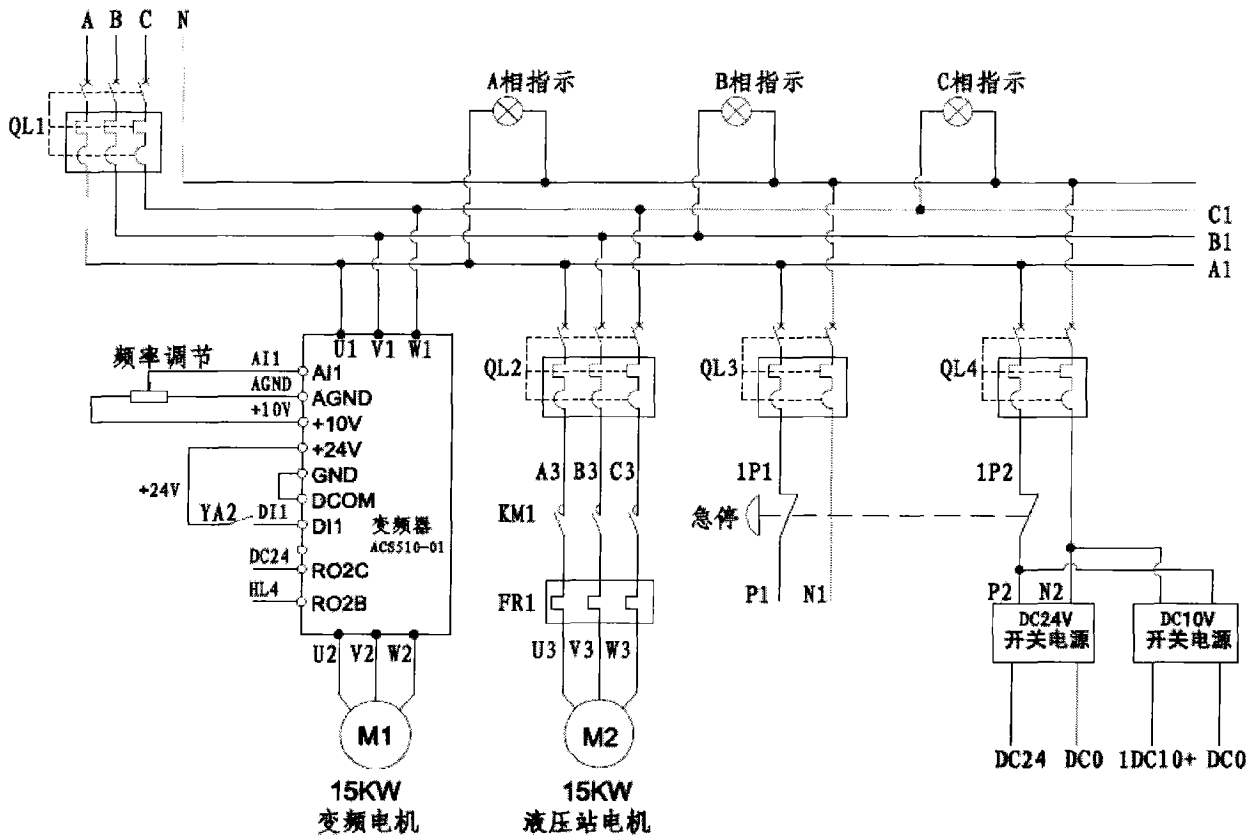 A B C N
A相指示 B相指示 C相指示
QL1
C1
B1
A1
U1 V1 W1
频率调节
AI1 AI1
AGND AGND
+10V +10V
+24V
+24V
GND
DCOM
YA2 DI1 DI1
变频器
ACS510-01
DC24 RO2C
HL4 RO2B
U2 V2 W2
M1
15KW
变频电机
QL2 QL3 QL4
A3 B3 C3 1P1 1P2
KM1 急停
FR1 P1 N1 P2 N2
U3 V3 W3
M2
15KW
液压站电机
DC24V
开关电源
DC10V
开关电源
DC24 DC0 1DC10+ DC0